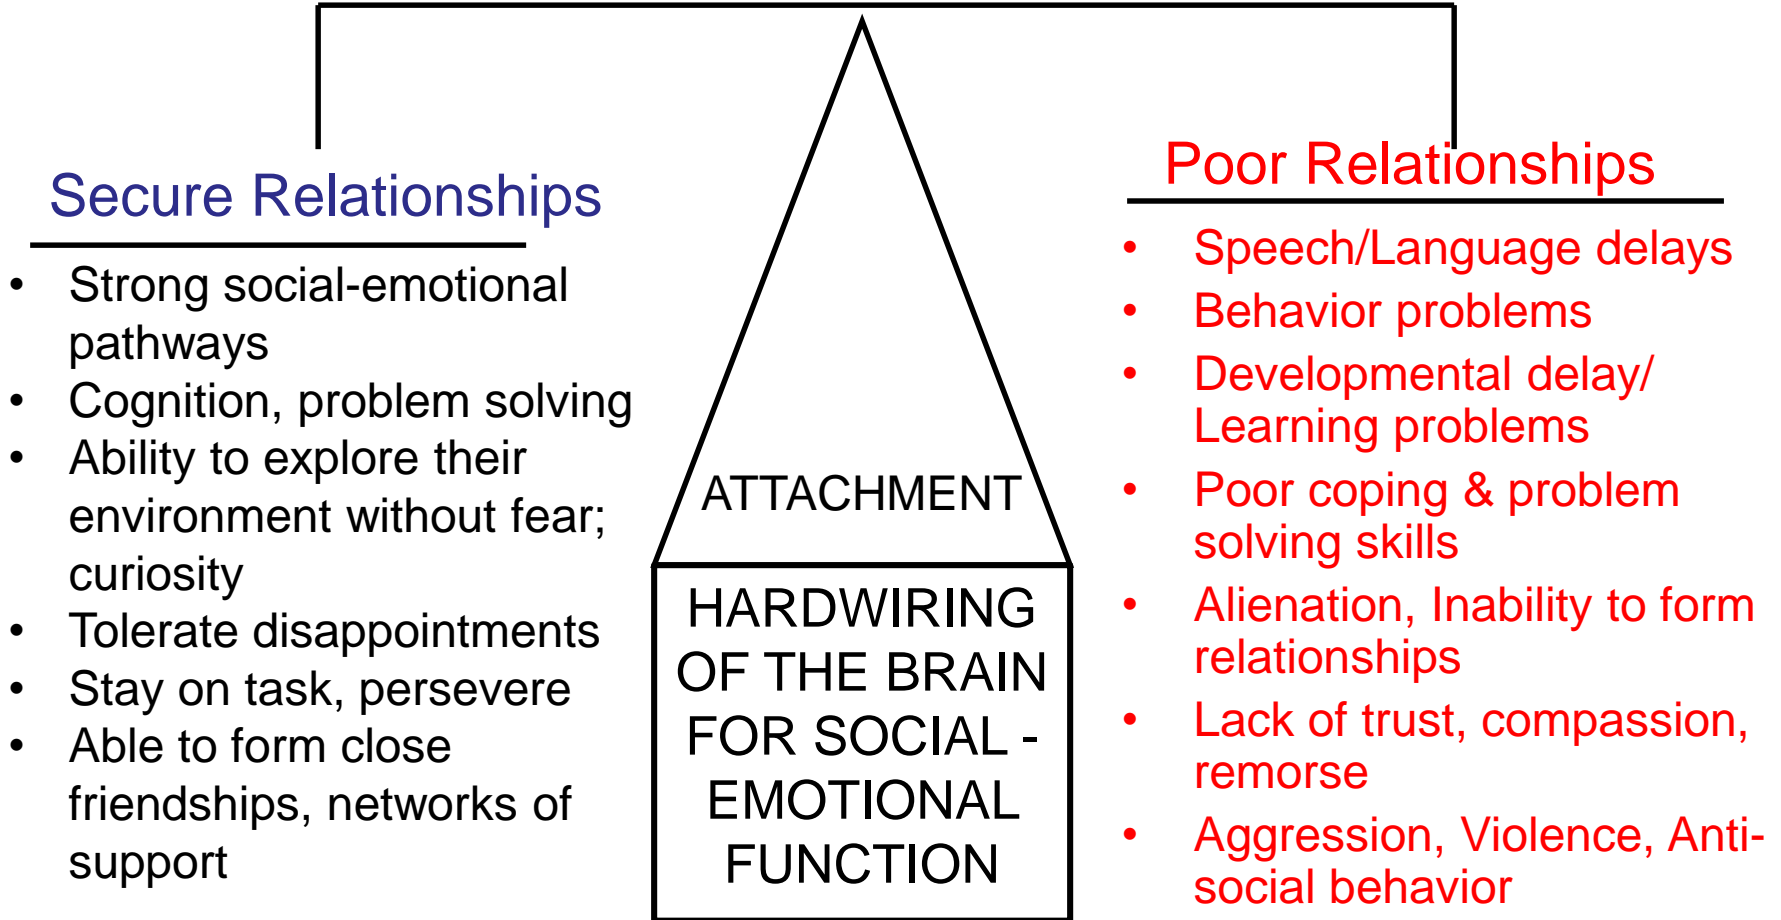 Secure Relationships
• Strong social-emotional
pathways
• Cognition, problem solving
• Ability to explore their
environment without fear;
curiosity
• Tolerate disappointments
• Stay on task, persevere
• Able to form close
friendships, networks of
support
ATTACHMENT
HARDWIRING
OF THE BRAIN
FOR SOCIAL -
EMOTIONAL
FUNCTION
Poor Relationships
• Speech/Language delays
• Behavior problems
• Developmental delay/
Learning problems
• Poor coping & problem
solving skills
• Alienation, Inability to form
relationships
• Lack of trust, compassion,
remorse
• Aggression, Violence, Anti-
social behavior